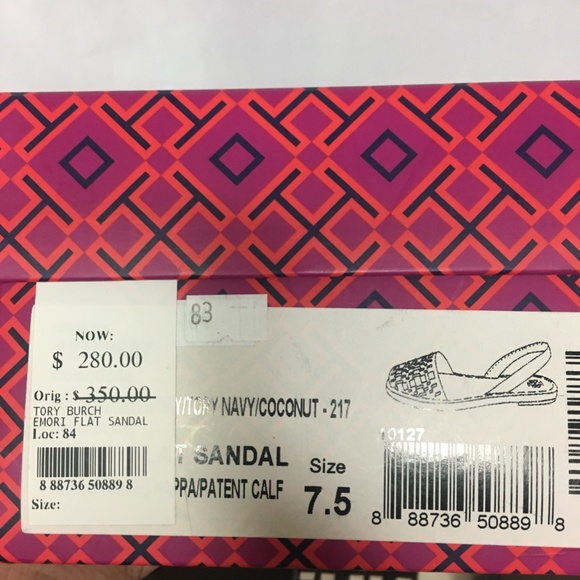 NOW:
$ 280.00
Orig : $ 350.00
TORY BURCH
EMORI FLAT SANDAL
Loc: 84
8 88736 50889 8
Size:
83
Y/TORY NAVY/COCONUT - 217
T SANDAL
Size
PRA/PATENT CALF
7.5
10127
8 88736 50889 8